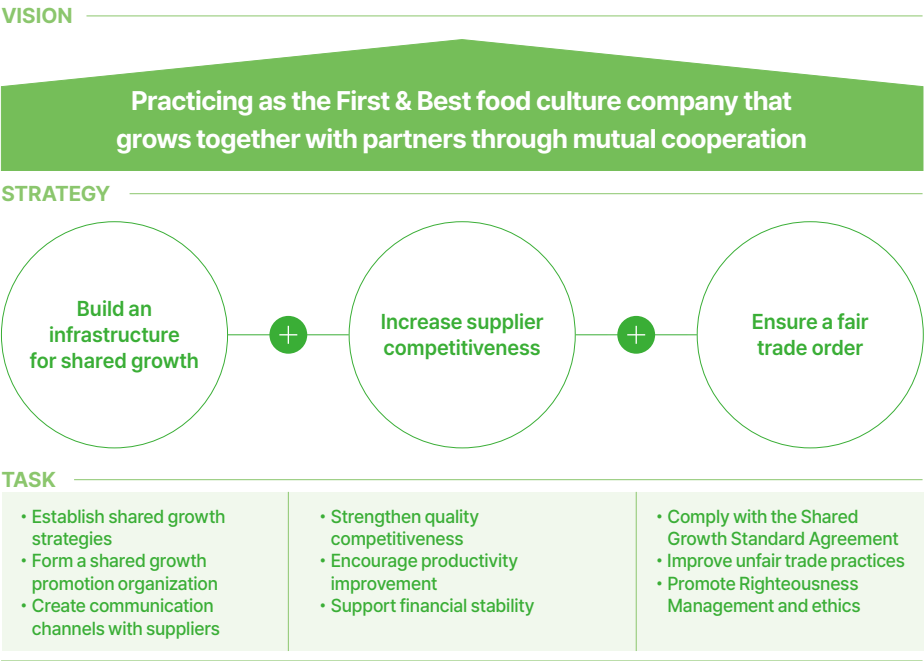 VISION
Practicing as the First & Best food culture company that
grows together with partners through mutual cooperation
STRATEGY
Build an
infrastructure
for shared growth
+
Increase supplier
competitiveness
+
Ensure a fair
trade order
TASK
• Establish shared growth
strategies
• Form a shared growth
promotion organization
• Create communication
channels with suppliers
• Strengthen quality
competitiveness
• Encourage productivity
improvement
• Support financial stability
• Comply with the Shared
Growth Standard Agreement
• Improve unfair trade practices
• Promote Righteousness
Management and ethics